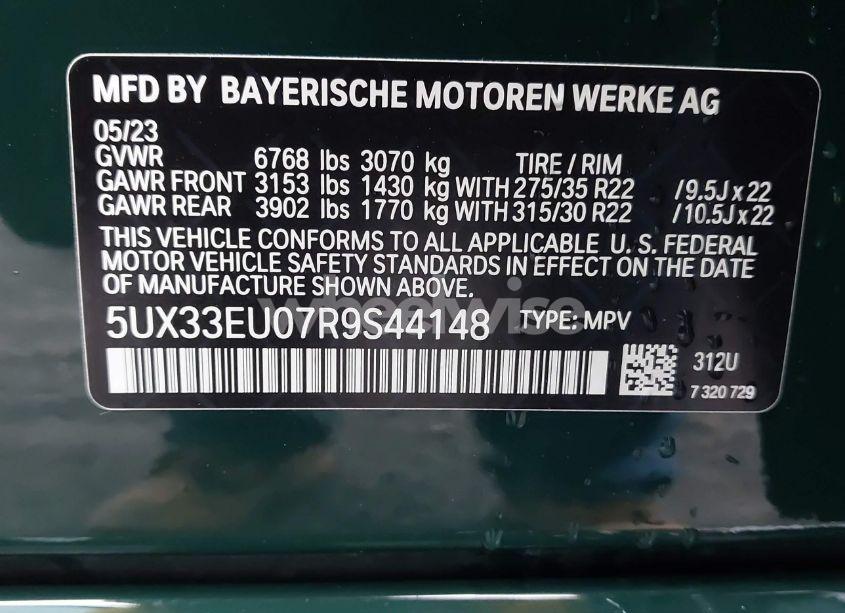 MFD BY BAYERISCHE MOTOREN WERKE AG
05/23
GVWR 6768 lbs 3070 kg TIRE / RIM
GAWR FRONT 3153 lbs 1430 kg WITH 275/35 R22 /9.5J x 22
GAWR REAR 3902 lbs 1770 kg WITH 315/30 R22 /10.5J x 22
THIS VEHICLE CONFORMS TO ALL APPLICABLE U. S. FEDERAL
MOTOR VEHICLE SAFETY STANDARDS IN EFFECT ON THE DATE
OF MANUFACTURE SHOWN ABOVE.
wheelwise
5UX33EU07R9S44148 TYPE: MPV
312U
7 320 729